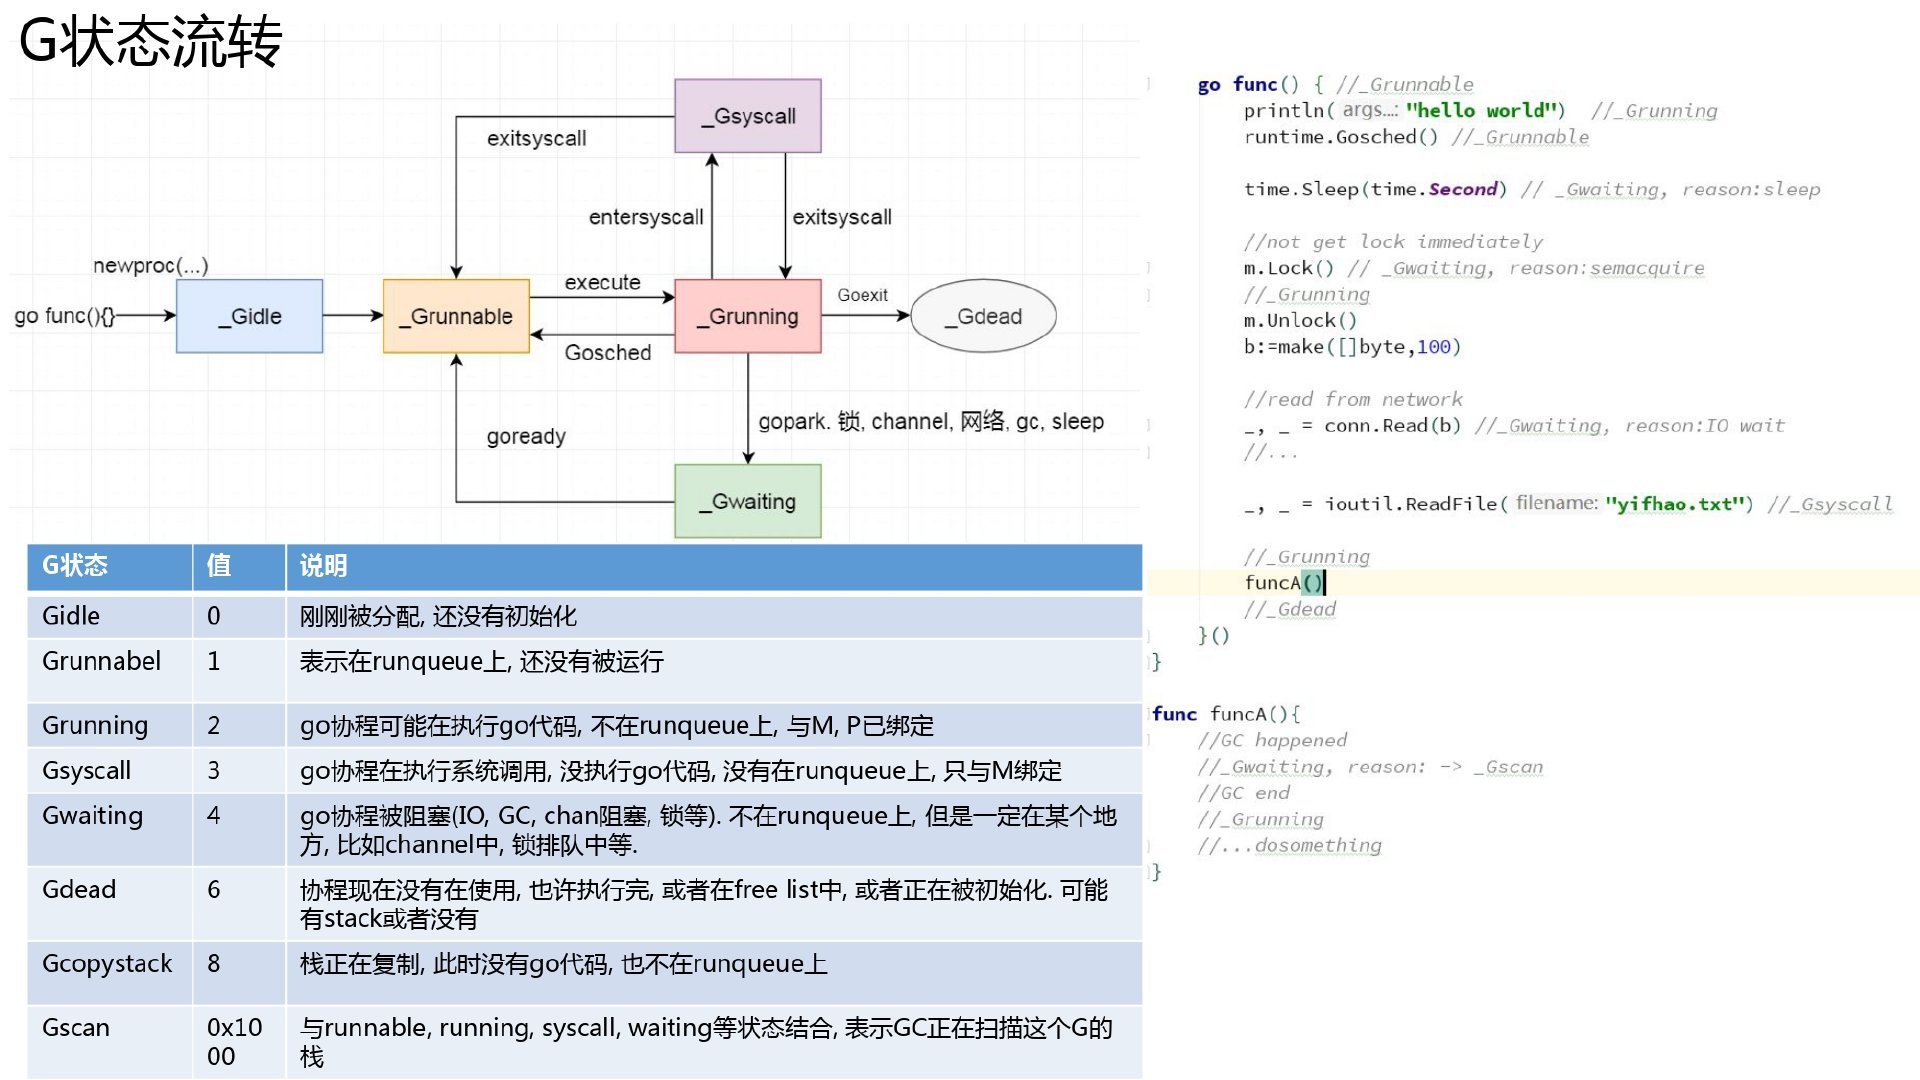 G状态流转
_Gsyscall
exitsyscall
entersyscall
exitsyscall
newproc(...)
go func(){}
_Gidle
_Grunnable
execute
Gosched
_Grunning
Goexit
_Gdead
gopark. 锁, channel, 网络, gc, sleep
goready
_Gwaiting
G状态 值 说明
Gidle 0 刚刚被分配, 还没有初始化
Grunnabel 1 表示在runqueue上, 还没有被运行
Grunning 2 go协程可能在执行go代码, 不在runqueue上, 与M, P已绑定
Gsyscall 3 go协程在执行系统调用, 没执行go代码, 没有在runqueue上, 只与M绑定
Gwaiting 4 go协程被阻塞(IO, GC, chan阻塞, 锁等). 不在runqueue上, 但是一定在某个地
方, 比如channel中, 锁排队中等.
Gdead 6 协程现在没有在使用, 也许执行完, 或者在free list中, 或者正在被初始化. 可能
有stack或者没有
Gcopystack 8 栈正在复制, 此时没有go代码, 也不在runqueue上
Gscan 0x10 与runnable, running, syscall, waiting等状态结合, 表示GC正在扫描这个G的
00 栈
go func() { //_Grunnable
println( args...: "hello world") //_Grunning
runtime.Gosched() //_Grunnable
time.Sleep(time.Second) // _Gwaiting, reason:sleep
//not get lock immediately
m.Lock() // _Gwaiting, reason:semacquire
//_Grunning
m.Unlock()
b:=make([]byte,100)
//read from network
_, _ = conn.Read(b) //_Gwaiting, reason:IO wait
//...
_, _ = ioutil.ReadFile( filename: "yifhao.txt") //_Gsyscall
//_Grunning
funcA()
//_Gdead
}()
}
func funcA(){
//GC happened
//_Gwaiting, reason: -> _Gscan
//GC end
//_Grunning
//...dosomething
}